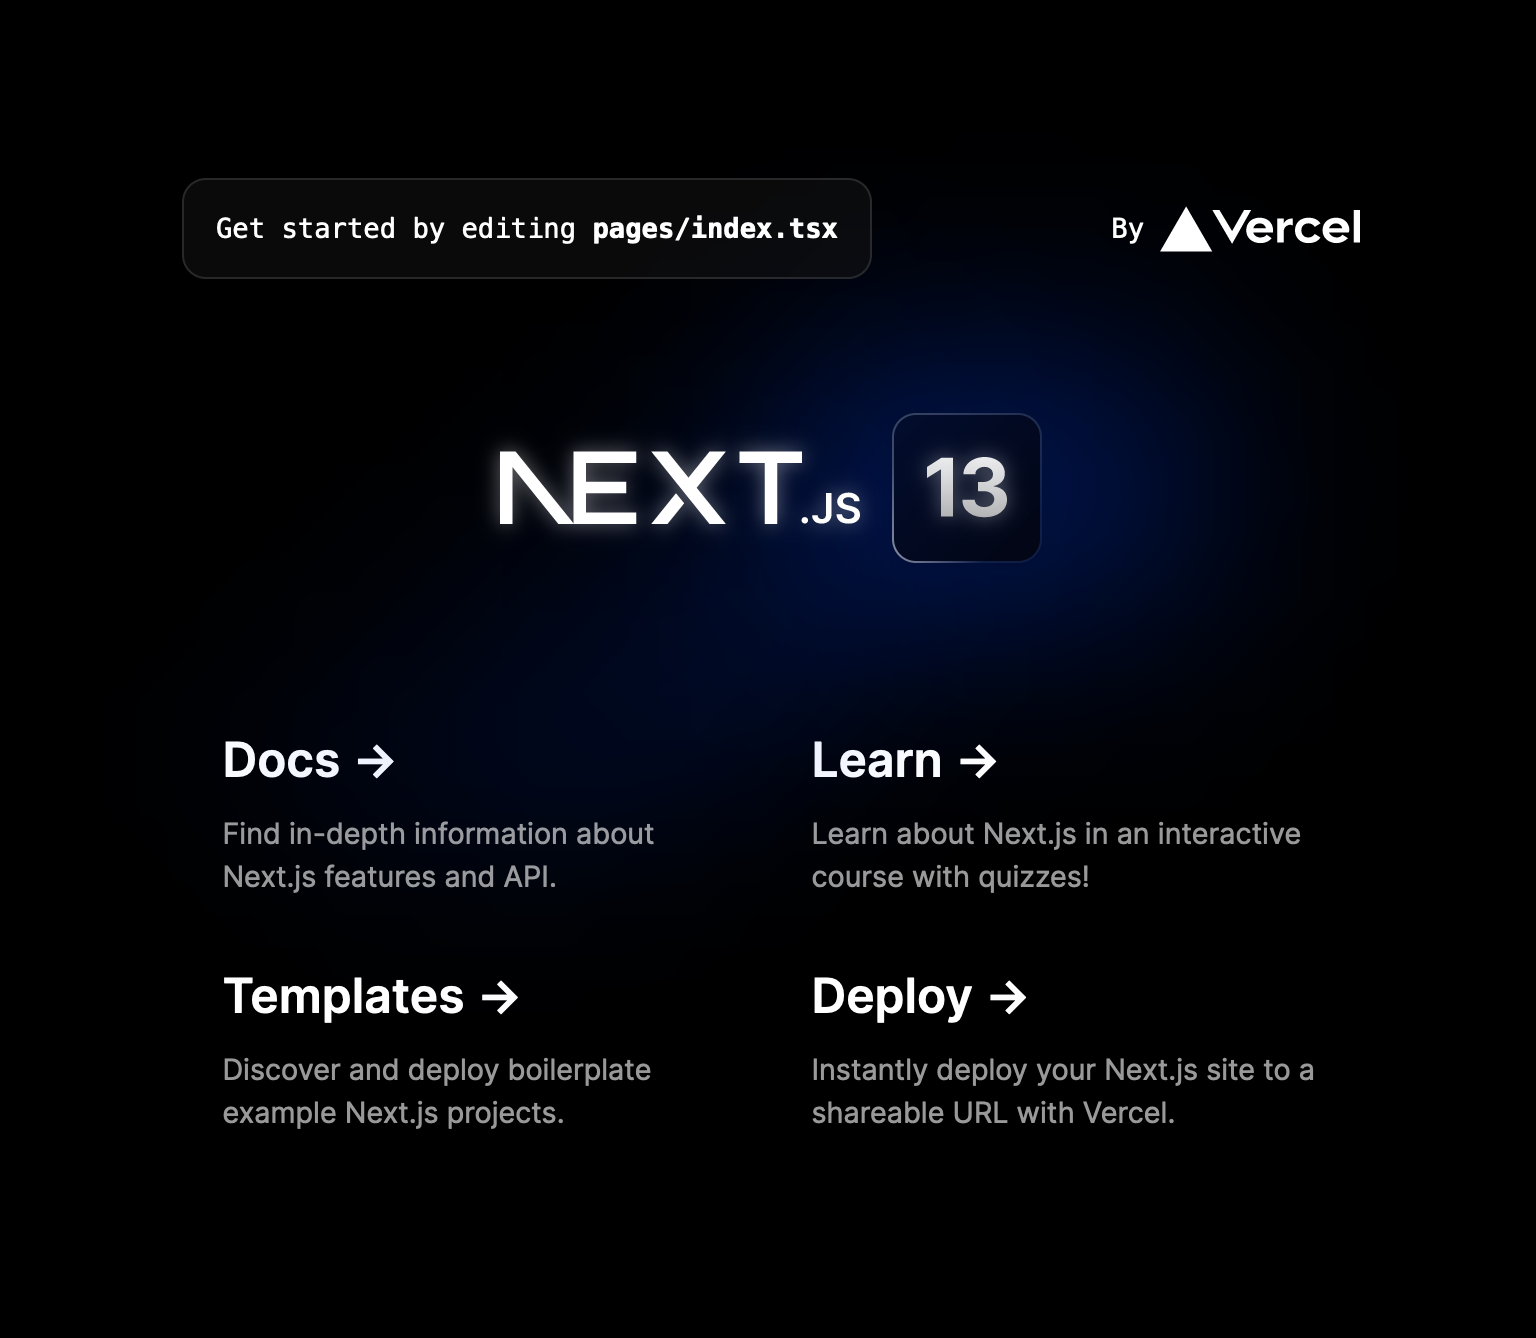 Get started by editing pages/index.tsx
By Vercel
NEXT.JS 13
Docs →
Find in-depth information about
Next.js features and API.
Learn →
Learn about Next.js in an interactive
course with quizzes!
Templates →
Discover and deploy boilerplate
example Next.js projects.
Deploy →
Instantly deploy your Next.js site to a
shareable URL with Vercel.